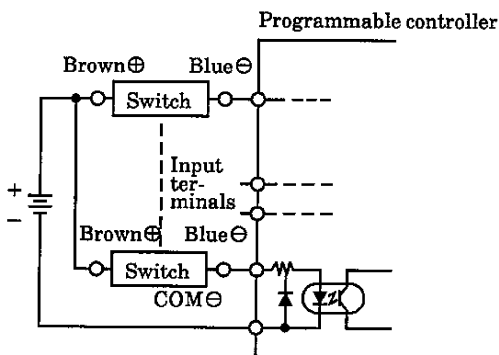 Programmable controller
Brown⊕ Blue⊖
Switch
Input
ter-
minals
+
−
Brown⊕ Blue⊖
Switch
COM⊖